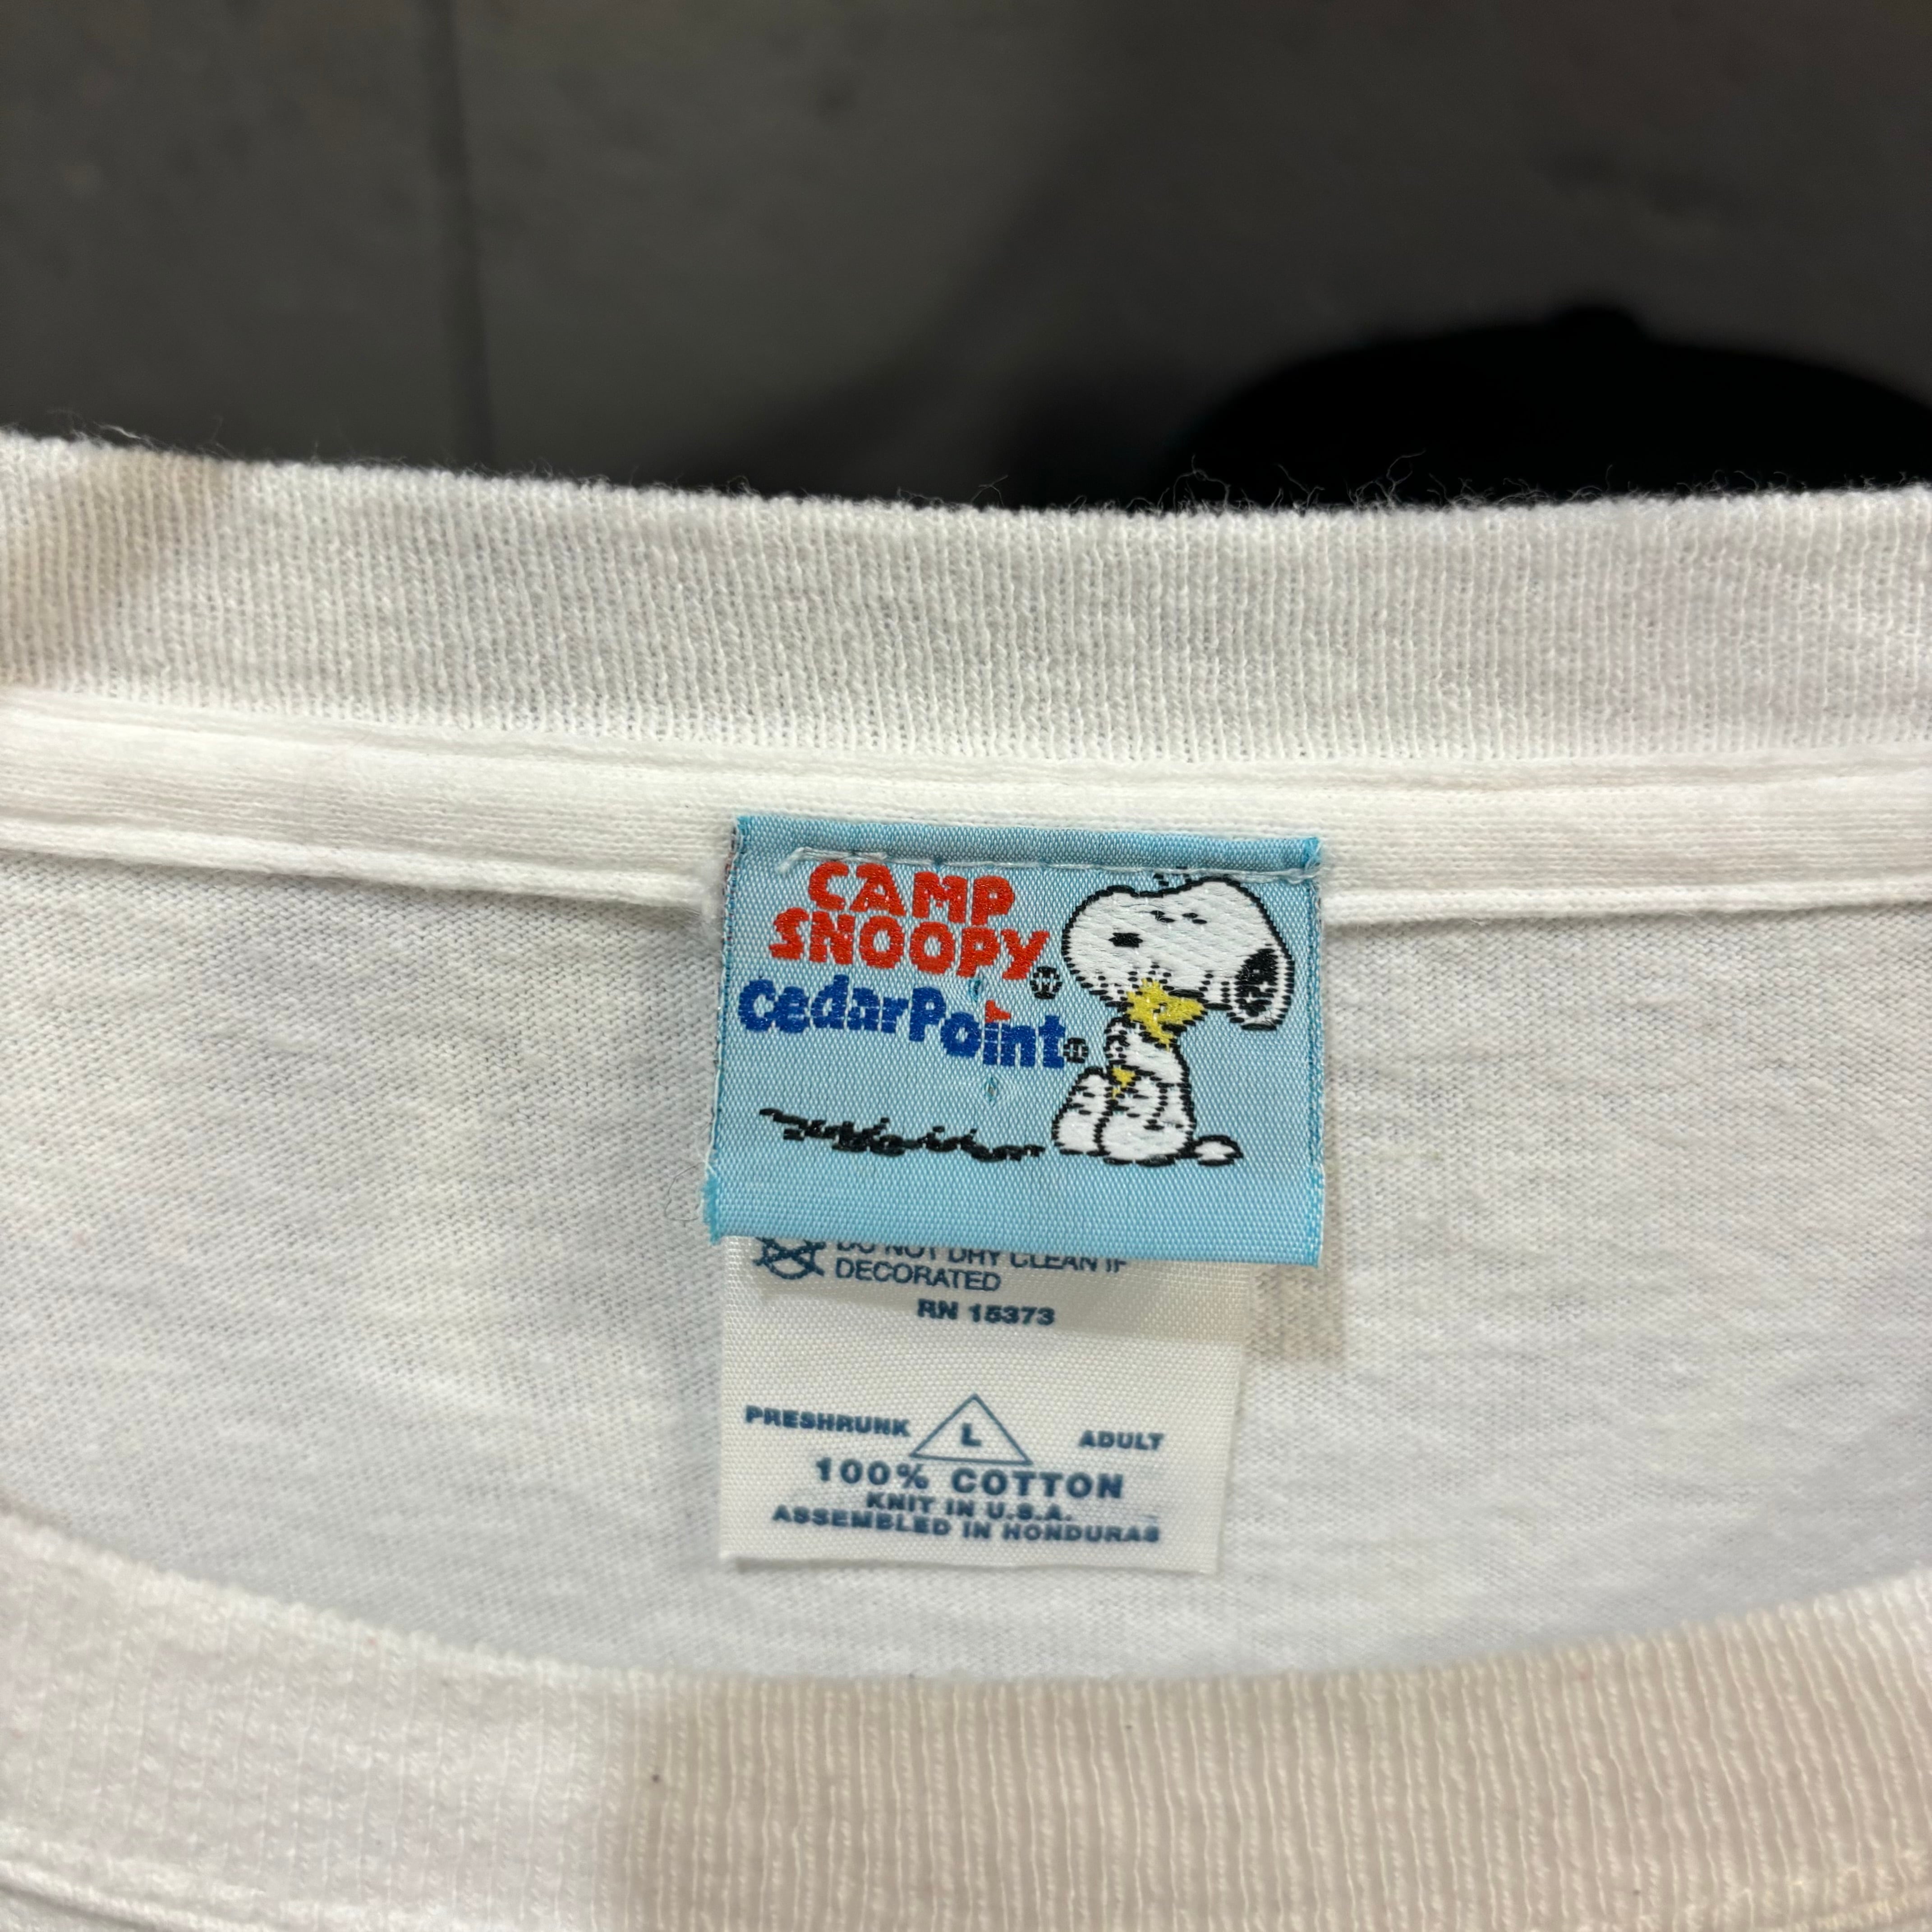 CAMP
SNOOPY
CedarPoint
DO NOT DRY CLEAN IF
DECORATED
RN 15373
PRESHRUNK L ADULT
100% COTTON
KNIT IN U.S.A.
ASSEMBLED IN HONDURAS